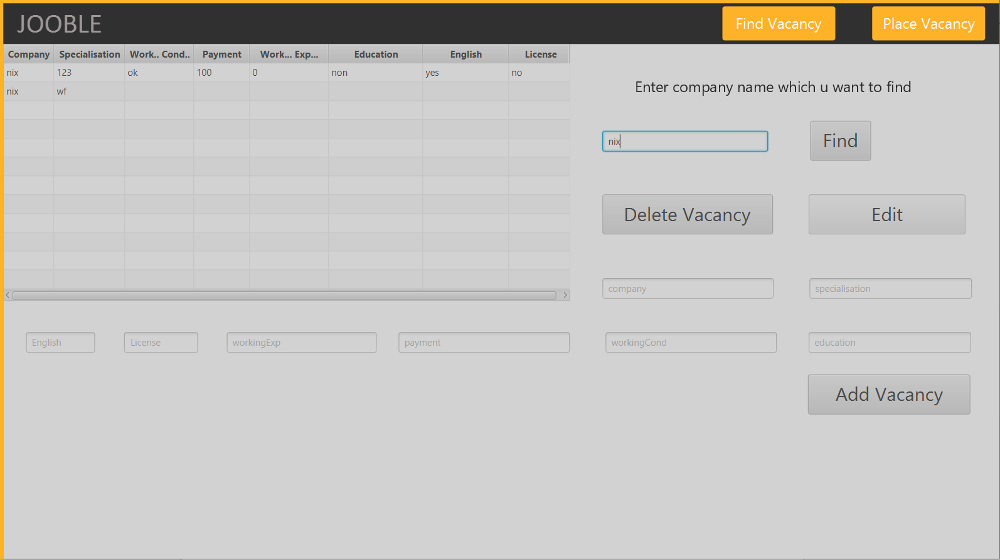 JOOBLE
Find Vacancy
Place Vacancy
Company Specialisation Work.. Cond.. Payment Work... Exp... Education English License
nix 123 ok 100 0 non yes no
nix wf
Enter company name which u want to find
nix
Find
Delete Vacancy
Edit
company
specialisation
English
License
workingExp
payment
workingCond
education
Add Vacancy